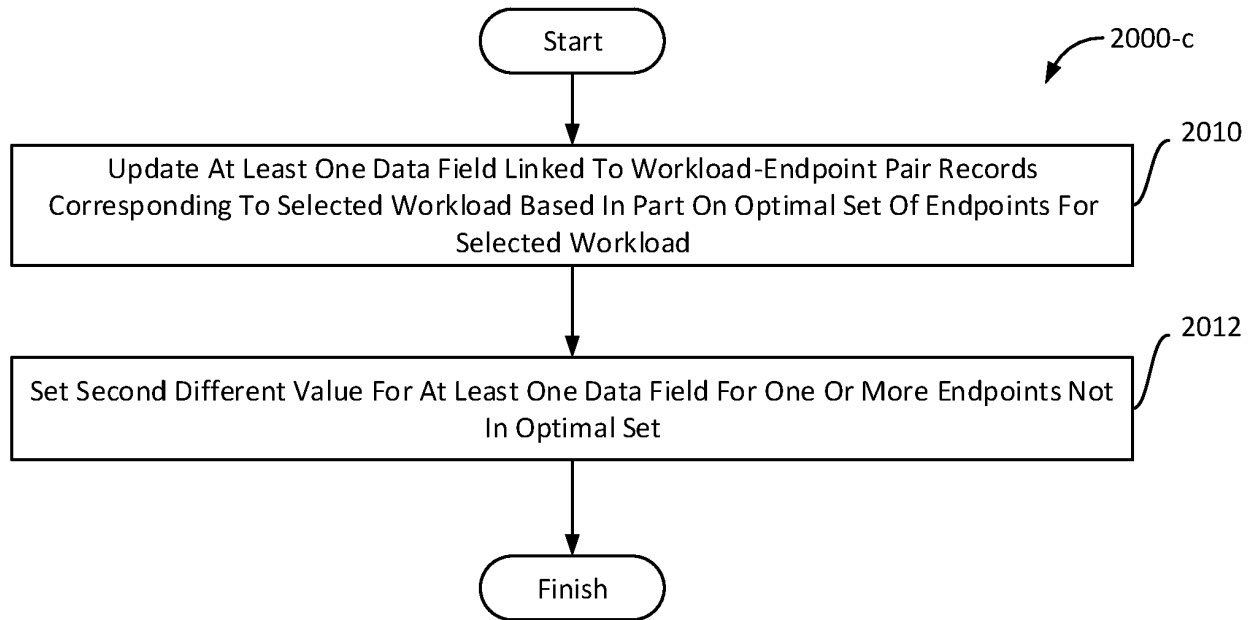 Start
2000-c
2010
Update At Least One Data Field Linked To Workload-Endpoint Pair Records
Corresponding To Selected Workload Based In Part On Optimal Set Of Endpoints For
Selected Workload
2012
Set Second Different Value For At Least One Data Field For One Or More Endpoints Not
In Optimal Set
Finish